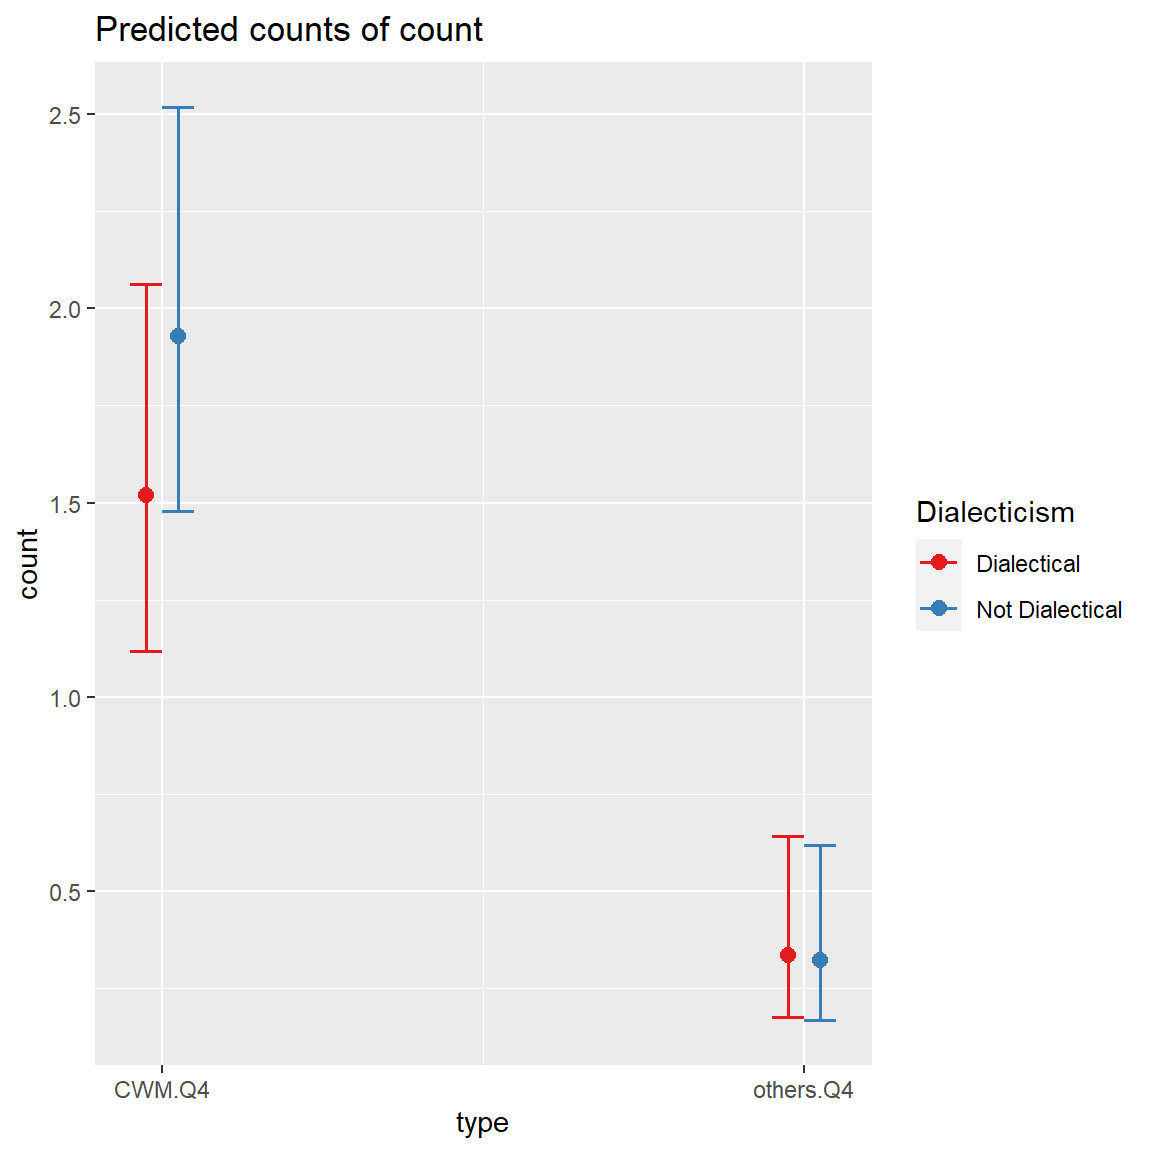 Predicted counts of count
2.5
2.0
1.5
1.0
0.5
count
CWM.Q4
others.Q4
type
Dialecticism
Dialectical
Not Dialectical